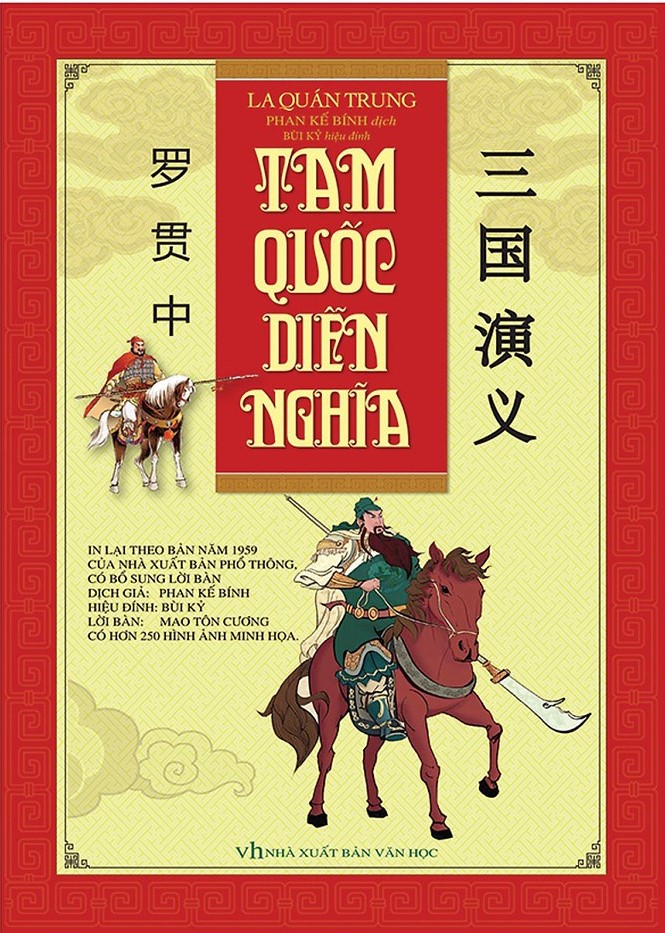 LA QUÁN TRUNG
PHAN KẾ BÍNH dịch
BÙI KỶ hiệu đính
TAM
QUỐC
DIỄN
NGHĨA
罗贯中
三国演义
IN LẠI THEO BẢN NĂM 1959
CỦA NHÀ XUẤT BẢN PHỔ THÔNG,
CÓ BỔ SUNG LỜI BÀN
DỊCH GIẢ: PHAN KẾ BÍNH
HIỆU ĐÍNH: BÙI KỶ
LỜI BÀN: MAO TÔN CƯƠNG
CÓ HƠN 250 HÌNH ẢNH MINH HỌA.
vh NHÀ XUẤT BẢN VĂN HỌC